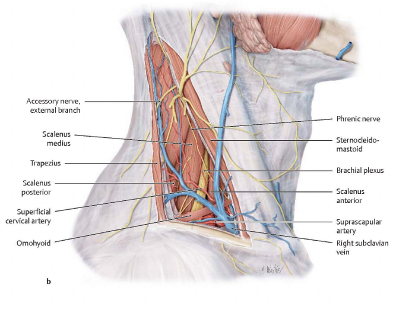 Accessory nerve,
external branch
Scalenus
medius
Trapezius
Scalenus
posterior
Superficial
cervical artery
Omohyoid
Phrenic nerve
Sternocleido-
mastoid
Brachial plexus
Scalenus
anterior
Suprascapular
artery
Right subdavian
vein
b